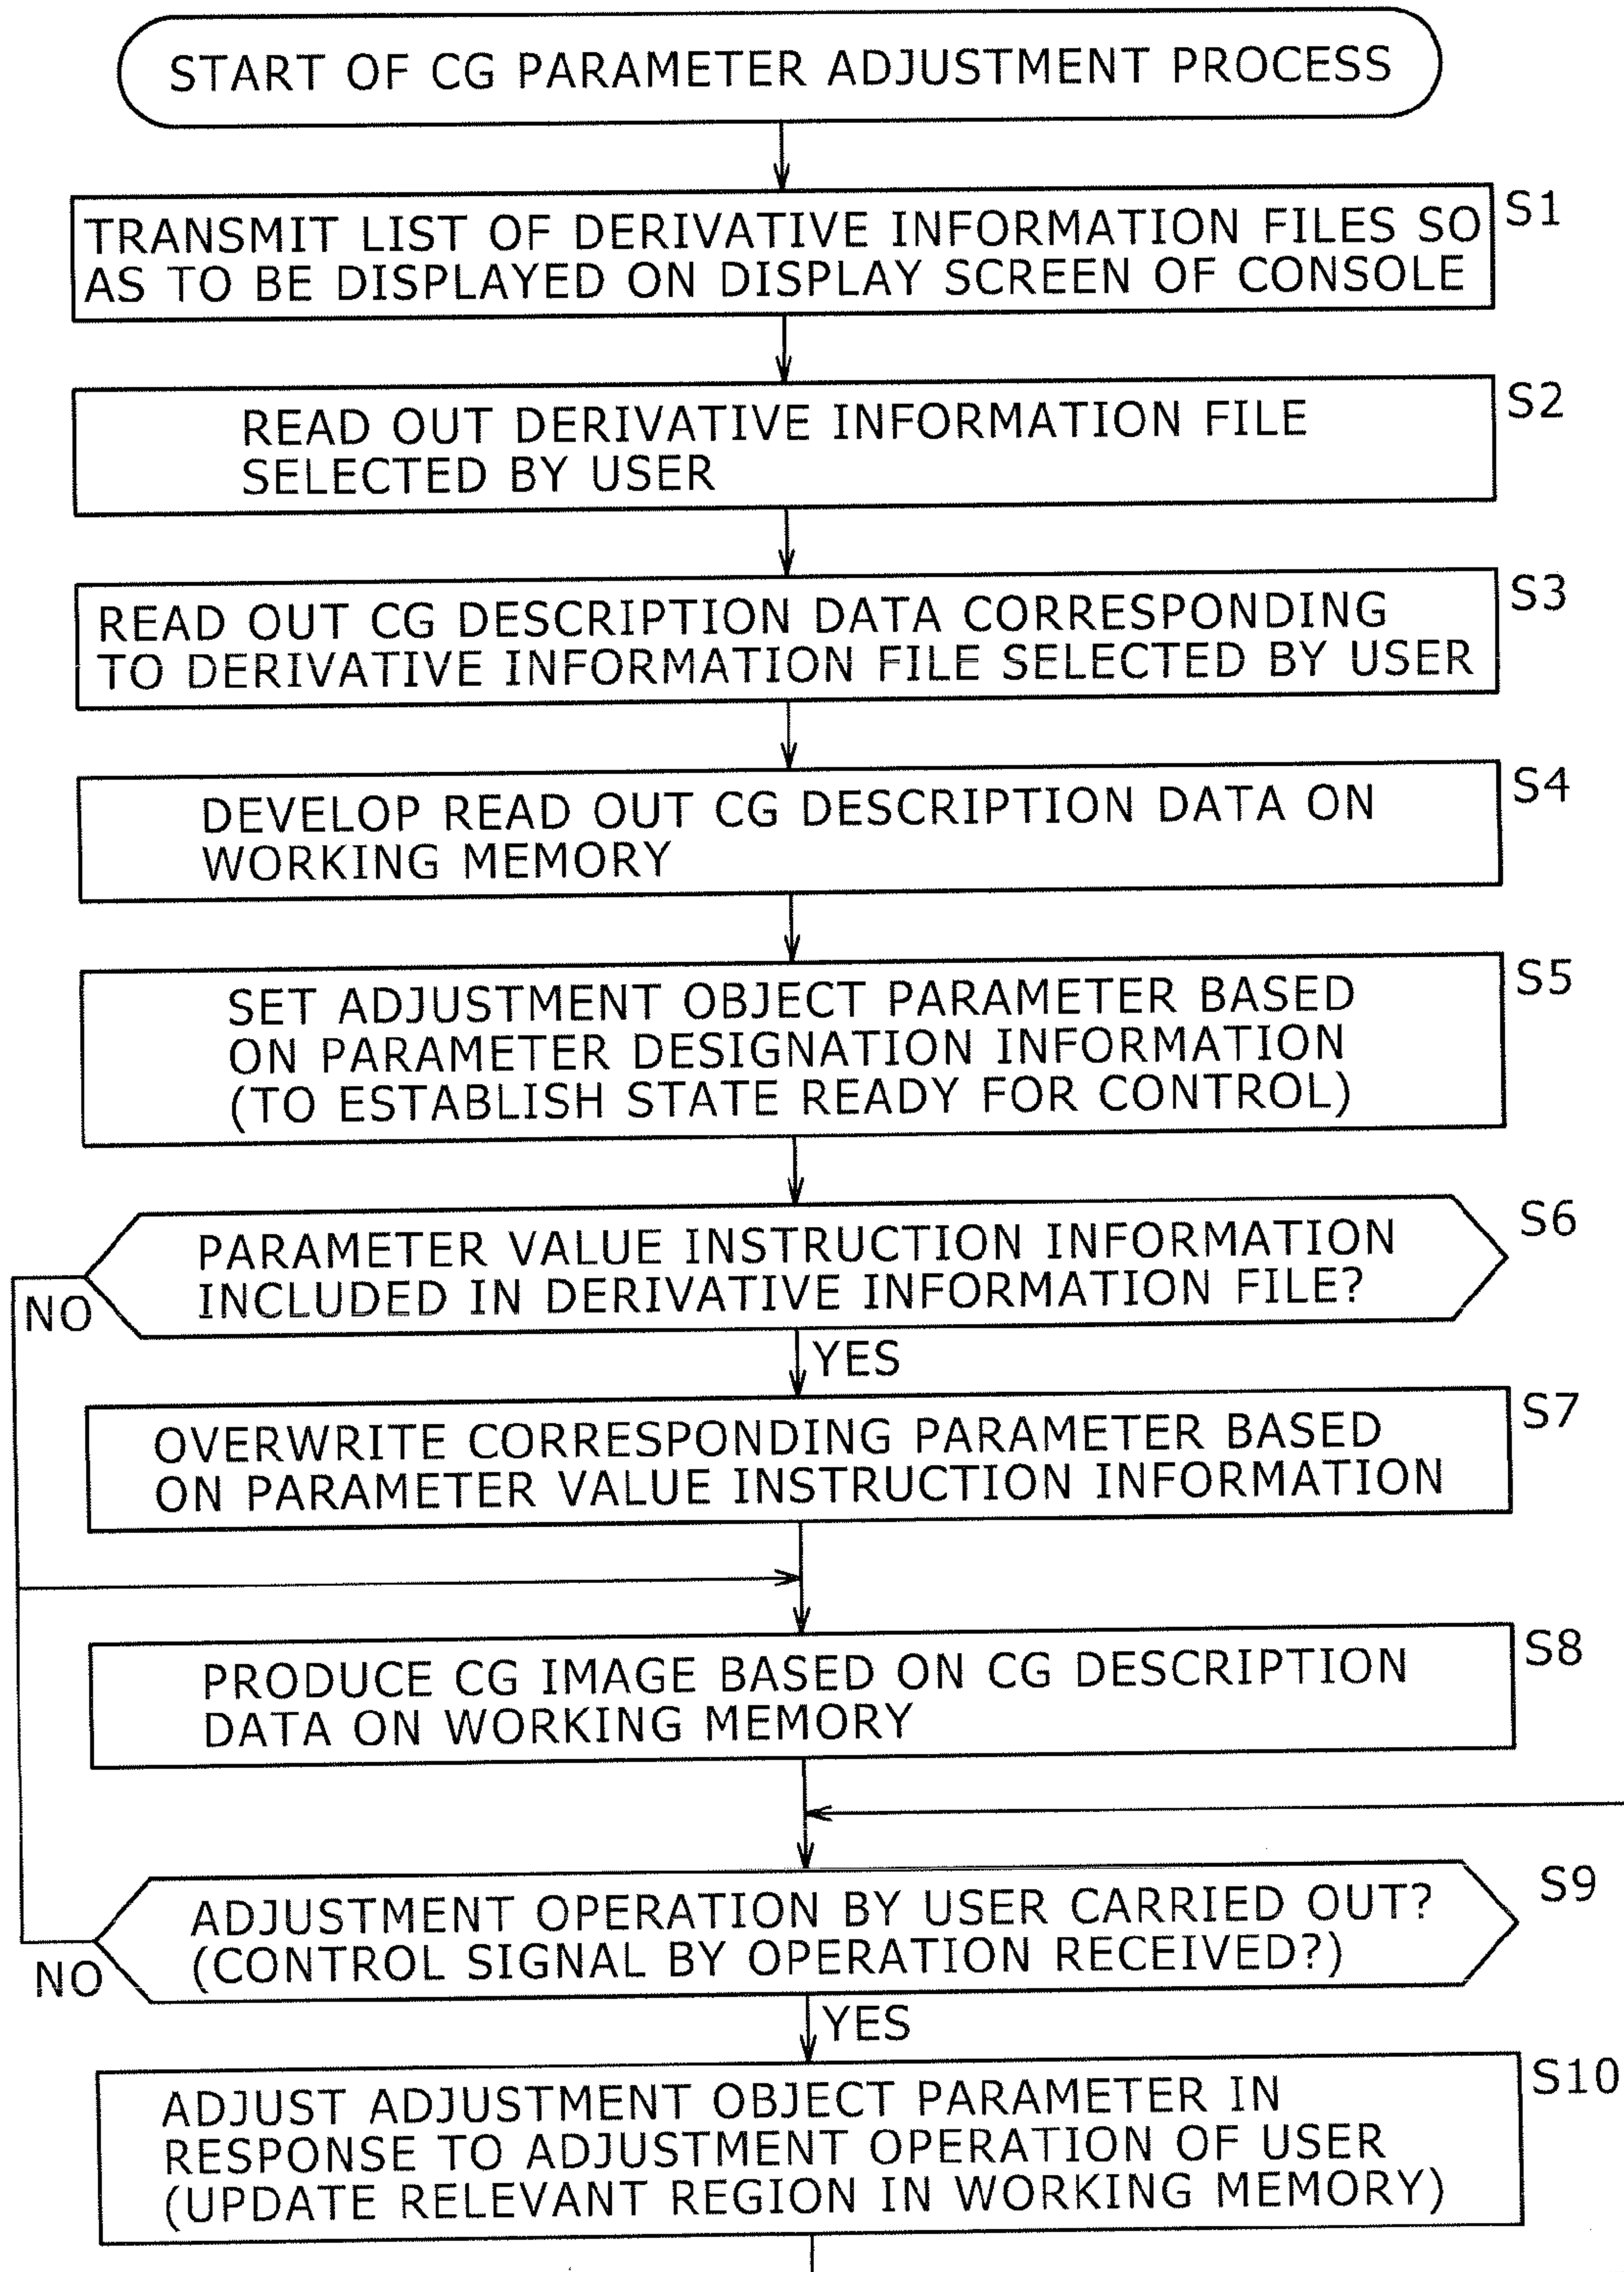 START OF CG PARAMETER ADJUSTMENT PROCESS
S1
TRANSMIT LIST OF DERIVATIVE INFORMATION FILES SO
AS TO BE DISPLAYED ON DISPLAY SCREEN OF CONSOLE
S2
READ OUT DERIVATIVE INFORMATION FILE
SELECTED BY USER
S3
READ OUT CG DESCRIPTION DATA CORRESPONDING
TO DERIVATIVE INFORMATION FILE SELECTED BY USER
S4
DEVELOP READ OUT CG DESCRIPTION DATA ON
WORKING MEMORY
S5
SET ADJUSTMENT OBJECT PARAMETER BASED
ON PARAMETER DESIGNATION INFORMATION
(TO ESTABLISH STATE READY FOR CONTROL)
S6
PARAMETER VALUE INSTRUCTION INFORMATION
INCLUDED IN DERIVATIVE INFORMATION FILE?
NO
YES
S7
OVERWRITE CORRESPONDING PARAMETER BASED
ON PARAMETER VALUE INSTRUCTION INFORMATION
S8
PRODUCE CG IMAGE BASED ON CG DESCRIPTION
DATA ON WORKING MEMORY
S9
ADJUSTMENT OPERATION BY USER CARRIED OUT?
(CONTROL SIGNAL BY OPERATION RECEIVED?)
NO
YES
S10
ADJUST ADJUSTMENT OBJECT PARAMETER IN
RESPONSE TO ADJUSTMENT OPERATION OF USER
(UPDATE RELEVANT REGION IN WORKING MEMORY)